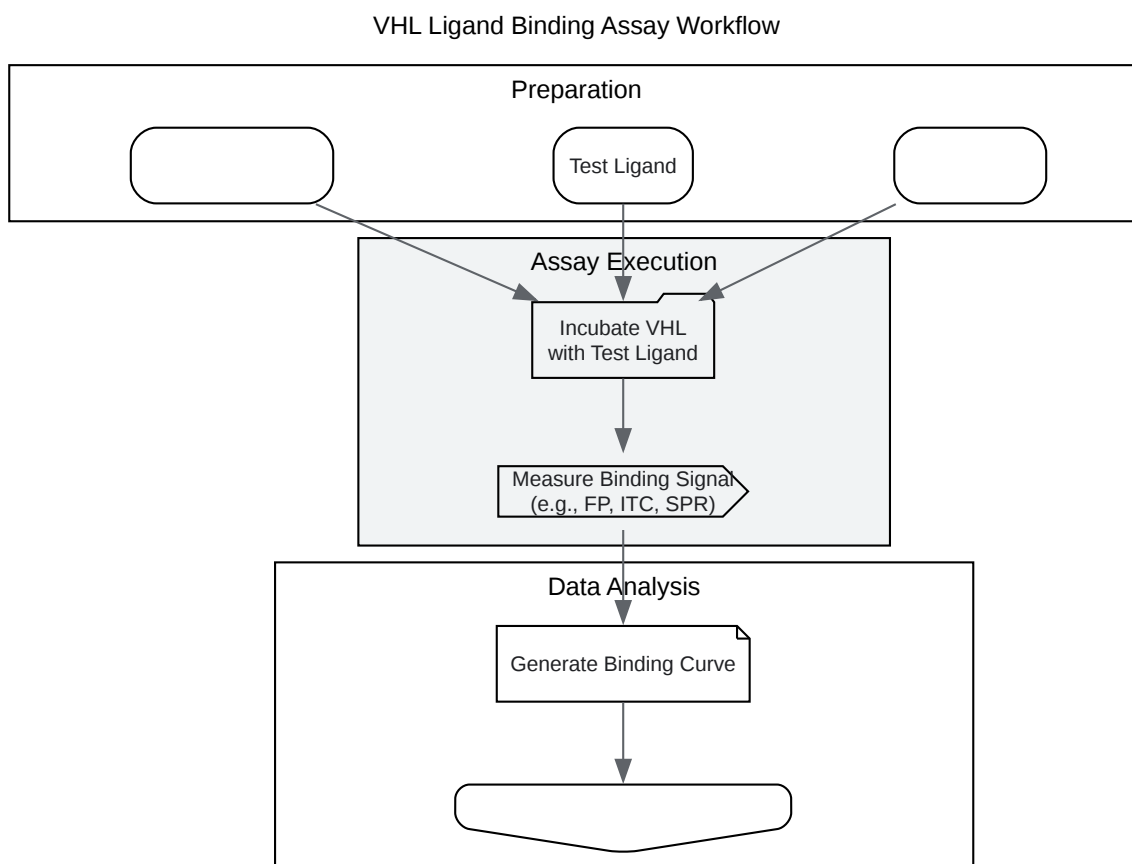 VHL Ligand Binding Assay Workflow
Preparation
Test Ligand
Assay Execution
Incubate VHL
with Test Ligand
Measure Binding Signal
(e.g., FP, ITC, SPR)
Data Analysis
Generate Binding Curve